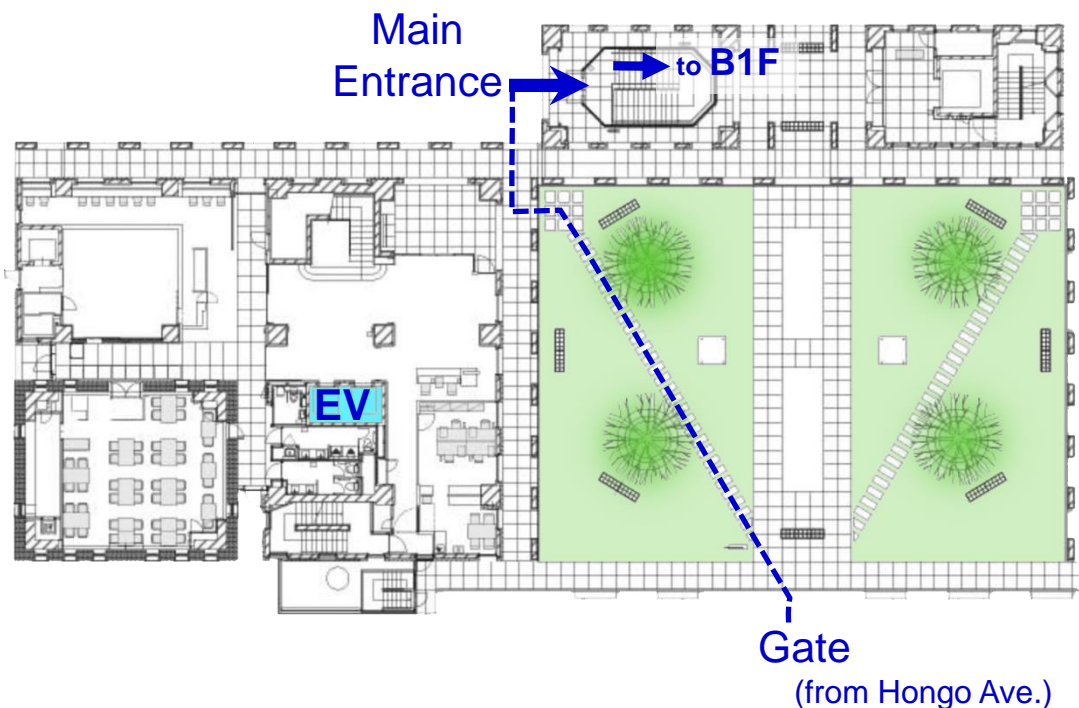 Main
Entrance
to B1F
EV
Gate
(from Hongo Ave.)